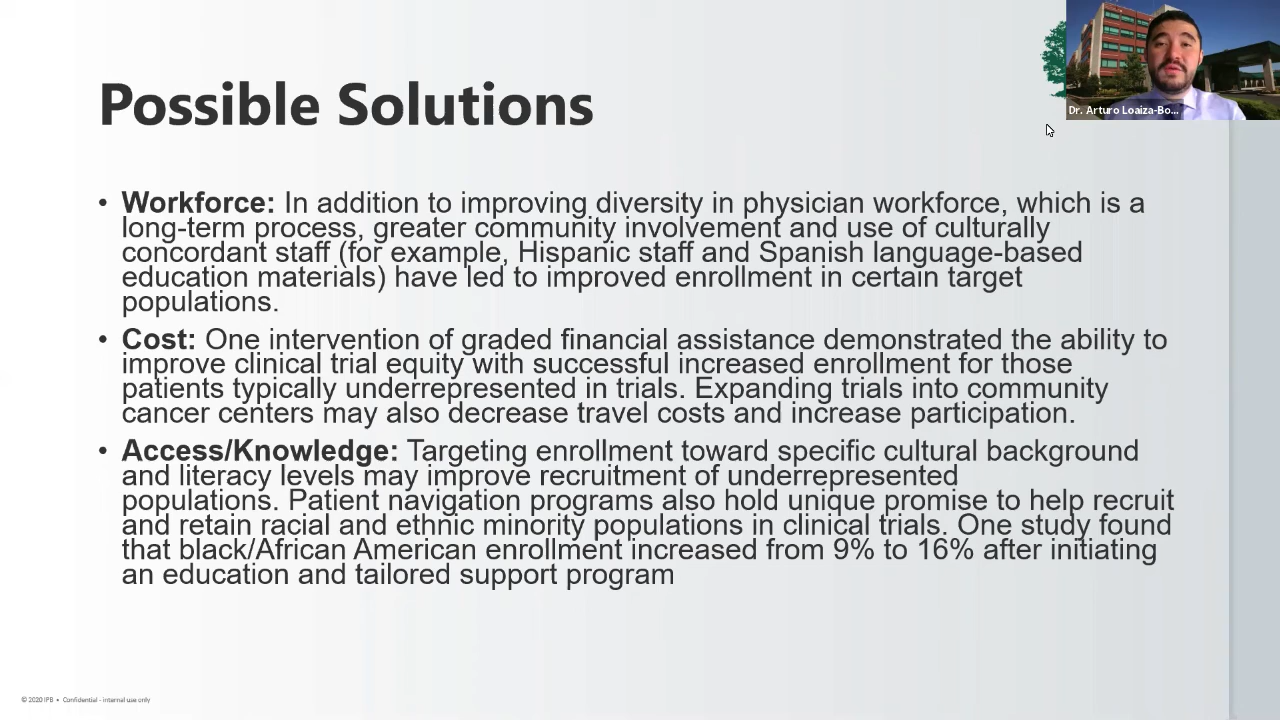 Dr. Arturo Loaiza-Bo...
Possible Solutions
• Workforce: In addition to improving diversity in physician workforce, which is a
long-term process, greater community involvement and use of culturally
concordant staff (for example, Hispanic staff and Spanish language-based
education materials) have led to improved enrollment in certain target
populations.
• Cost: One intervention of graded financial assistance demonstrated the ability to
improve clinical trial equity with successful increased enrollment for those
patients typically underrepresented in trials. Expanding trials into community
cancer centers may also decrease travel costs and increase participation.
• Access/Knowledge: Targeting enrollment toward specific cultural background
and literacy levels may improve recruitment of underrepresented
populations. Patient navigation programs also hold unique promise to help recruit
and retain racial and ethnic minority populations in clinical trials. One study found
that black/African American enrollment increased from 9% to 16% after initiating
an education and tailored support program
© 2020 IPB • Confidential - internal use only